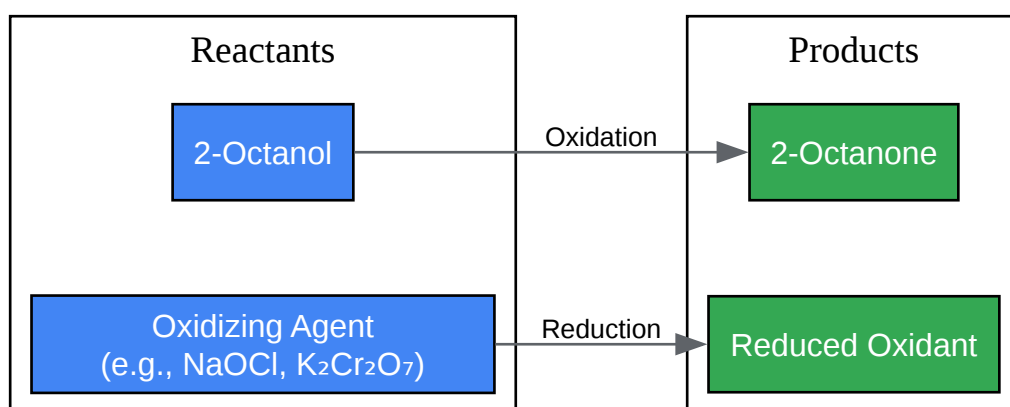 Reactants
Products
2-Octanol
Oxidation
2-Octanone
Oxidizing Agent
(e.g., NaOCl, K₂Cr₂O₇)
Reduction
Reduced Oxidant